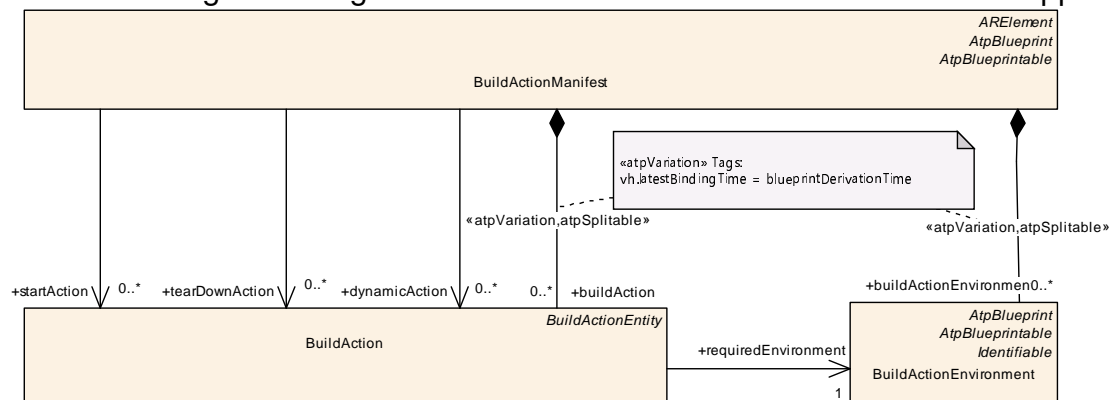 ARElement
AtpBlueprint
AtpBlueprintable
BuildActionManifest
«atpVariation» Tags:
vh.latestBindingTime = blueprintDerivationTime
«atpVariation,atpSplitable»
«atpVariation,atpSplitable»
+startAction 0..* +tearDownAction 0..* +dynamicAction 0..* 0..* +buildAction
+buildActionEnvironmen0..*
BuildActionEntity
BuildAction
AtpBlueprint
AtpBlueprintable
Identifiable
BuildActionEnvironment
+requiredEnvironment
1